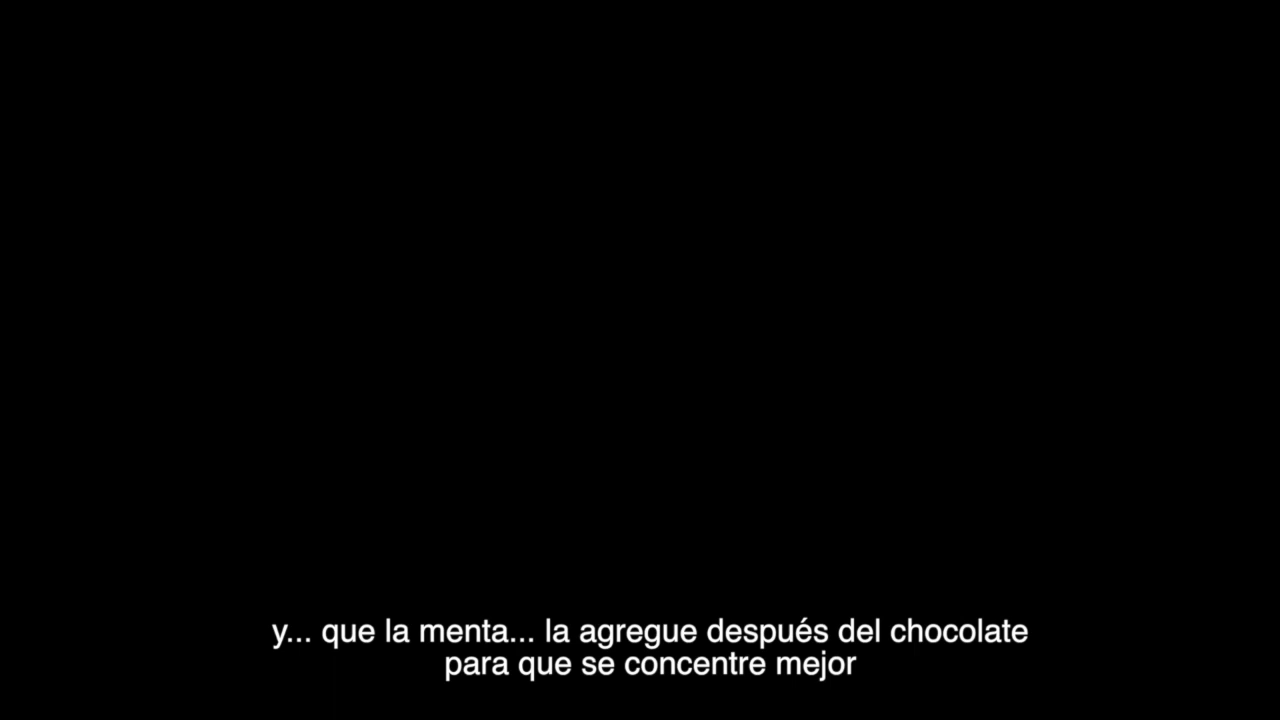 y... que la menta... la agregue después del chocolate
para que se concentre mejor